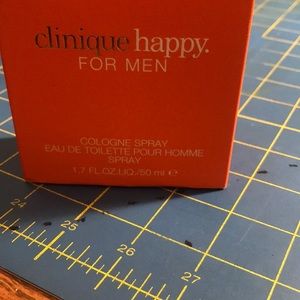 clinique happy.
FOR MEN
COLOGNE SPRAY
EAU DE TOILETTE POUR HOMME
SPRAY
1.7 FL.OZ.LIQ./50 ml ℮
24
25
26
27